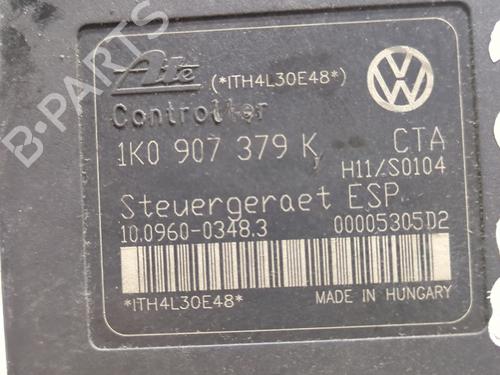 Ate (*ITH4L30E48*)
Controller
1K0 907 379 K CTA
H11/S0104
Steuergeraet ESP
10.0960-0348.3 00005305D2
*ITH4L30E48* MADE IN HUNGARY
B-PARTS